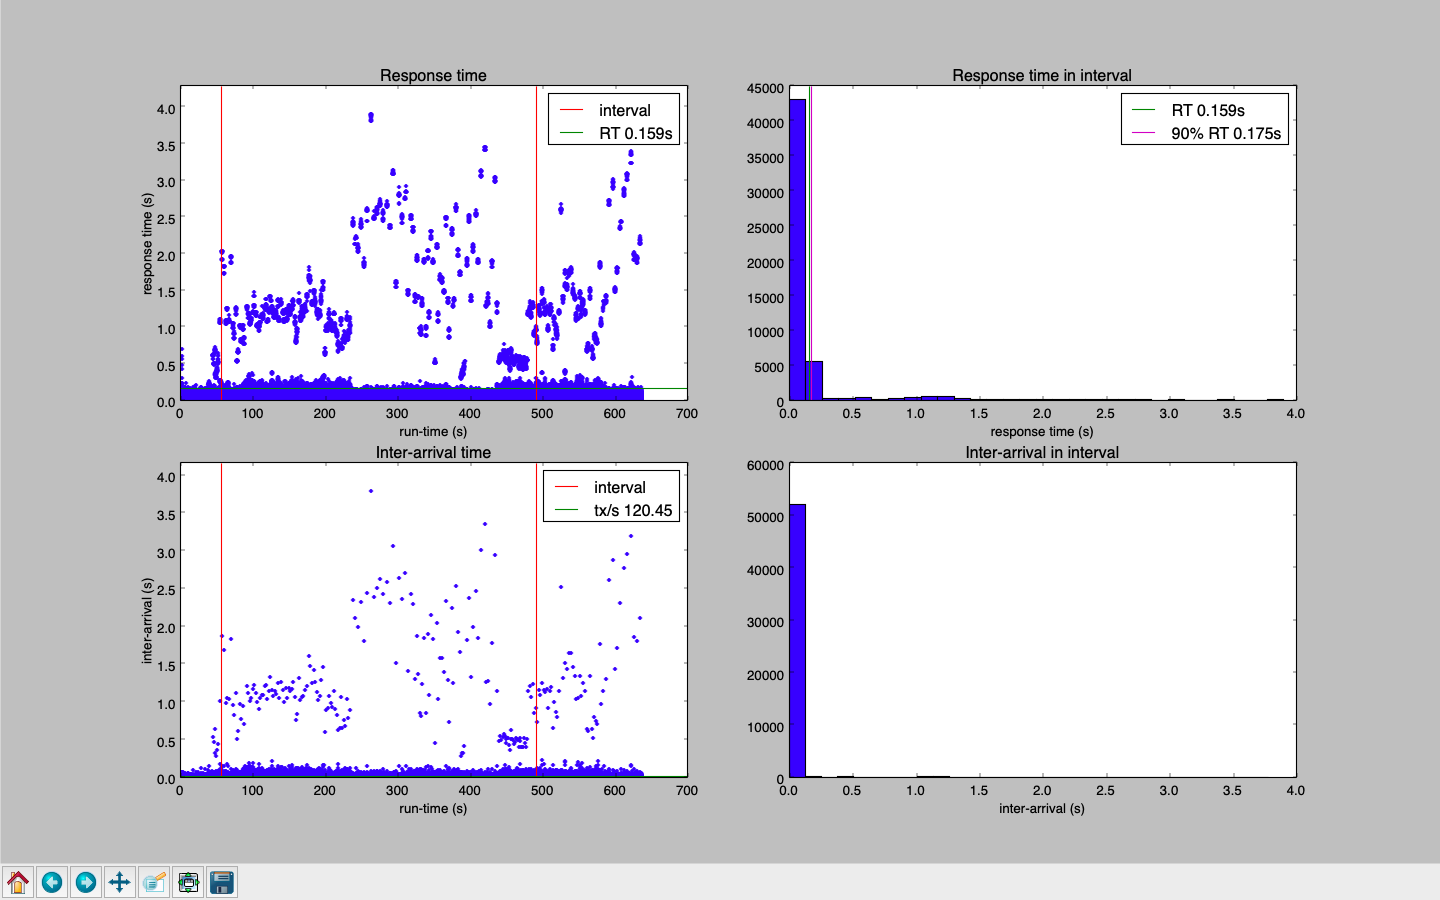 Response time
4.0
3.5
3.0
2.5
2.0
1.5
1.0
0.5
0.0
response time (s)
interval
RT 0.159s
0 100 200 300 400 500 600 700
run-time (s)
Response time in interval
45000
40000
35000
30000
25000
20000
15000
10000
5000
0
RT 0.159s
90% RT 0.175s
0.0 0.5 1.0 1.5 2.0 2.5 3.0 3.5 4.0
response time (s)
Inter-arrival time
4.0
3.5
3.0
2.5
2.0
1.5
1.0
0.5
0.0
inter-arrival (s)
interval
tx/s 120.45
0 100 200 300 400 500 600 700
run-time (s)
Inter-arrival in interval
60000
50000
40000
30000
20000
10000
0
0.0 0.5 1.0 1.5 2.0 2.5 3.0 3.5 4.0
inter-arrival (s)